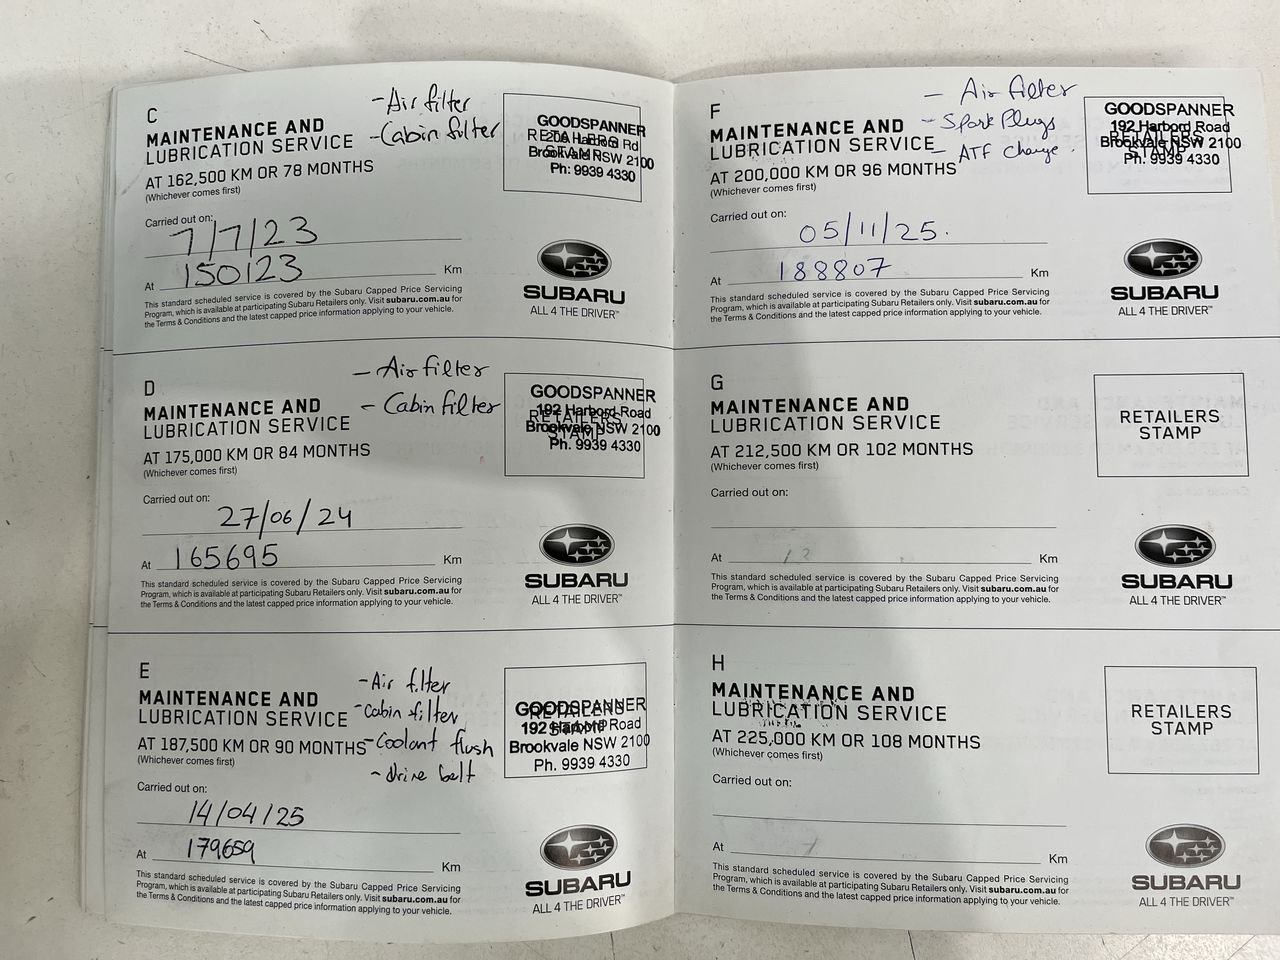 C
MAINTENANCE AND
LUBRICATION SERVICE
AT 162,500 KM OR 78 MONTHS
(Whichever comes first)
- Air filter
- Cabin filter
RETAILERS
STAMP
GOODSPANNER
Harbord Rd
Brookvale NSW 2100
Ph: 9939 4330
Carried out on:
7/7/23
At 150123 Km
This standard scheduled service is covered by the Subaru Capped Price Servicing
Program, which is available at participating Subaru Retailers only. Visit subaru.com.au for
the Terms & Conditions and the latest capped price information applying to your vehicle.
SUBARU
ALL 4 THE DRIVER™
D
MAINTENANCE AND
LUBRICATION SERVICE
AT 175,000 KM OR 84 MONTHS
(Whichever comes first)
- Air filter
- Cabin filter
RETAILERS
STAMP
GOODSPANNER
192 Harbord Road
Brookvale NSW 2100
Ph. 9939 4330
Carried out on:
27/06/24
At 165695 Km
This standard scheduled service is covered by the Subaru Capped Price Servicing
Program, which is available at participating Subaru Retailers only. Visit subaru.com.au for
the Terms & Conditions and the latest capped price information applying to your vehicle.
SUBARU
ALL 4 THE DRIVER™
E
MAINTENANCE AND
LUBRICATION SERVICE
AT 187,500 KM OR 90 MONTHS
(Whichever comes first)
- Air filter
- Cabin filter
- Coolant flush
- drive belt
RETAILERS
STAMP
GOODSPANNER
192 Harbord Road
Brookvale NSW 2100
Ph. 9939 4330
Carried out on:
14/04/25
At 179659 Km
This standard scheduled service is covered by the Subaru Capped Price Servicing
Program, which is available at participating Subaru Retailers only. Visit subaru.com.au for
the Terms & Conditions and the latest capped price information applying to your vehicle.
SUBARU
ALL 4 THE DRIVER™
F
MAINTENANCE AND
LUBRICATION SERVICE
AT 200,000 KM OR 96 MONTHS
(Whichever comes first)
- Air filter
- Spark Plugs
- ATF Change
RETAILERS
STAMP
GOODSPANNER
192 Harbord Road
Brookvale NSW 2100
Ph. 9939 4330
Carried out on:
05/11/25.
At 188807 Km
This standard scheduled service is covered by the Subaru Capped Price Servicing
Program, which is available at participating Subaru Retailers only. Visit subaru.com.au for
the Terms & Conditions and the latest capped price information applying to your vehicle.
SUBARU
ALL 4 THE DRIVER™
G
MAINTENANCE AND
LUBRICATION SERVICE
AT 212,500 KM OR 102 MONTHS
(Whichever comes first)
RETAILERS
STAMP
Carried out on:
At Km
This standard scheduled service is covered by the Subaru Capped Price Servicing
Program, which is available at participating Subaru Retailers only. Visit subaru.com.au for
the Terms & Conditions and the latest capped price information applying to your vehicle.
SUBARU
ALL 4 THE DRIVER™
H
MAINTENANCE AND
LUBRICATION SERVICE
AT 225,000 KM OR 108 MONTHS
(Whichever comes first)
RETAILERS
STAMP
Carried out on:
At Km
This standard scheduled service is covered by the Subaru Capped Price Servicing
Program, which is available at participating Subaru Retailers only. Visit subaru.com.au for
the Terms & Conditions and the latest capped price information applying to your vehicle.
SUBARU
ALL 4 THE DRIVER™